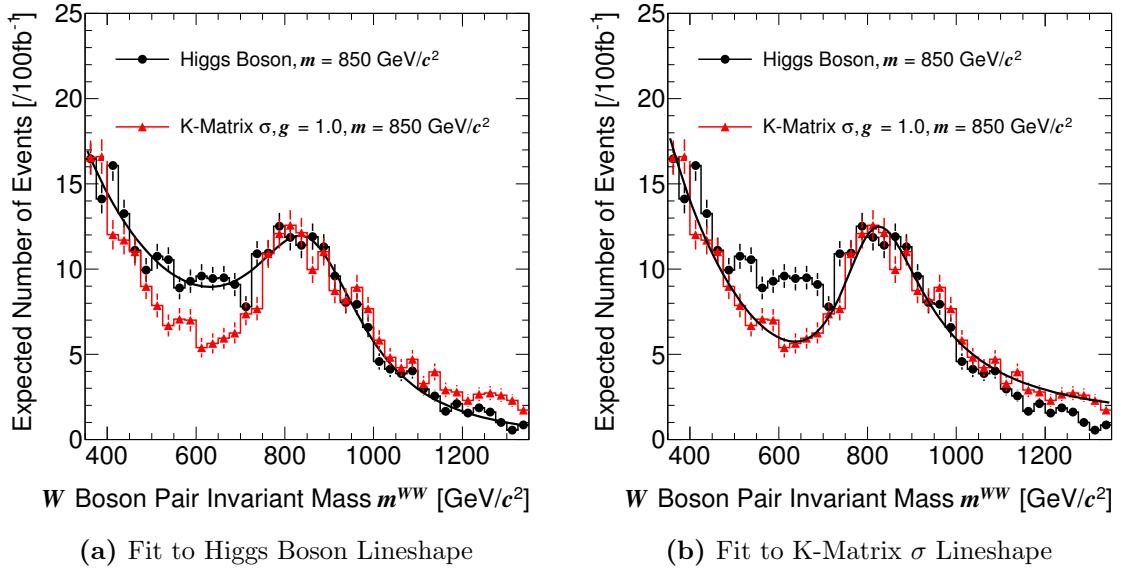 Expected Number of Events [/100fb⁻¹]
25
20
15
10
5
0
Higgs Boson, m = 850 GeV/c²
K-Matrix σ, g = 1.0, m = 850 GeV/c²
400 600 800 1000 1200
W Boson Pair Invariant Mass m^WW [GeV/c²]
(a) Fit to Higgs Boson Lineshape
Expected Number of Events [/100fb⁻¹]
25
20
15
10
5
0
Higgs Boson, m = 850 GeV/c²
K-Matrix σ, g = 1.0, m = 850 GeV/c²
400 600 800 1000 1200
W Boson Pair Invariant Mass m^WW [GeV/c²]
(b) Fit to K-Matrix σ Lineshape